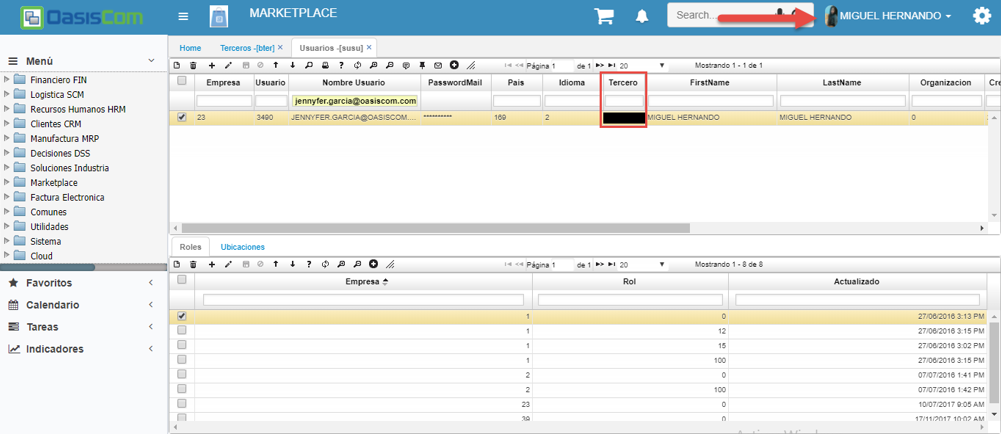 OasisCom
MARKETPLACE
Search...
MIGUEL HERNANDO
Menú
Financiero FIN
Logistica SCM
Recursos Humanos HRM
Clientes CRM
Manufactura MRP
Decisiones DSS
Soluciones Industria
Marketplace
Factura Electronica
Comunes
Utilidades
Sistema
Cloud
Favoritos
Calendario
Tareas
Indicadores
Home Terceros -[bter] × Usuarios -[susu] ×
Página 1 de 1 20 Mostrando 1 - 1 de 1
Empresa Usuario Nombre Usuario PasswordMail País Idioma Tercero FirstName LastName Organizacion Cre
jennyfer.garcia@oasiscom.com
23 3490 JENNYFER.GARCIA@OASISCOM.... ********** 169 2 MIGUEL HERNANDO MIGUEL HERNANDO 0
Roles Ubicaciones
Página 1 de 1 20 Mostrando 1 - 8 de 8
Empresa Rol Actualizado
1 0 27/06/2016 3:13 PM
1 12 27/06/2016 3:15 PM
1 15 27/06/2016 3:02 PM
1 100 27/06/2016 3:15 PM
2 0 07/07/2016 1:41 PM
2 100 07/07/2016 1:42 PM
23 0 10/07/2017 9:05 AM
39 0 17/11/2017 10:02 AM